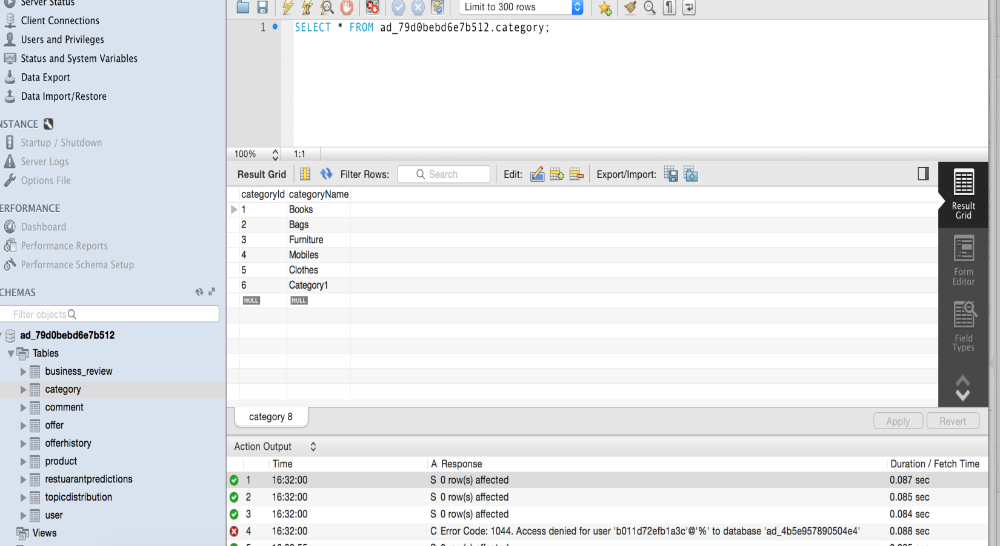 Server Status
Client Connections
Users and Privileges
Status and System Variables
Data Export
Data Import/Restore
NSTANCE
Startup / Shutdown
Server Logs
Options File
ERFORMANCE
Dashboard
Performance Reports
Performance Schema Setup
CHEMAS
Filter objects
ad_79d0bebd6e7b512
Tables
business_review
category
comment
offer
offerhistory
product
restuarantpredictions
topicdistribution
user
Views
Limit to 300 rows
1 SELECT * FROM ad_79d0bebd6e7b512.category;
100% 1:1
Result Grid Filter Rows: Search Edit: Export/Import:
categoryId categoryName
1 Books
2 Bags
3 Furniture
4 Mobiles
5 Clothes
6 Category1
NULL NULL
Result Grid
Form Editor
Field Types
category 8
Apply Revert
Action Output
Time A Response Duration / Fetch Time
1 16:32:00 S 0 row(s) affected 0.087 sec
2 16:32:00 S 0 row(s) affected 0.085 sec
3 16:32:00 S 0 row(s) affected 0.084 sec
4 16:32:00 C Error Code: 1044. Access denied for user 'b011d72efb1a3c'@'%' to database 'ad_4b5e957890504e4' 0.088 sec